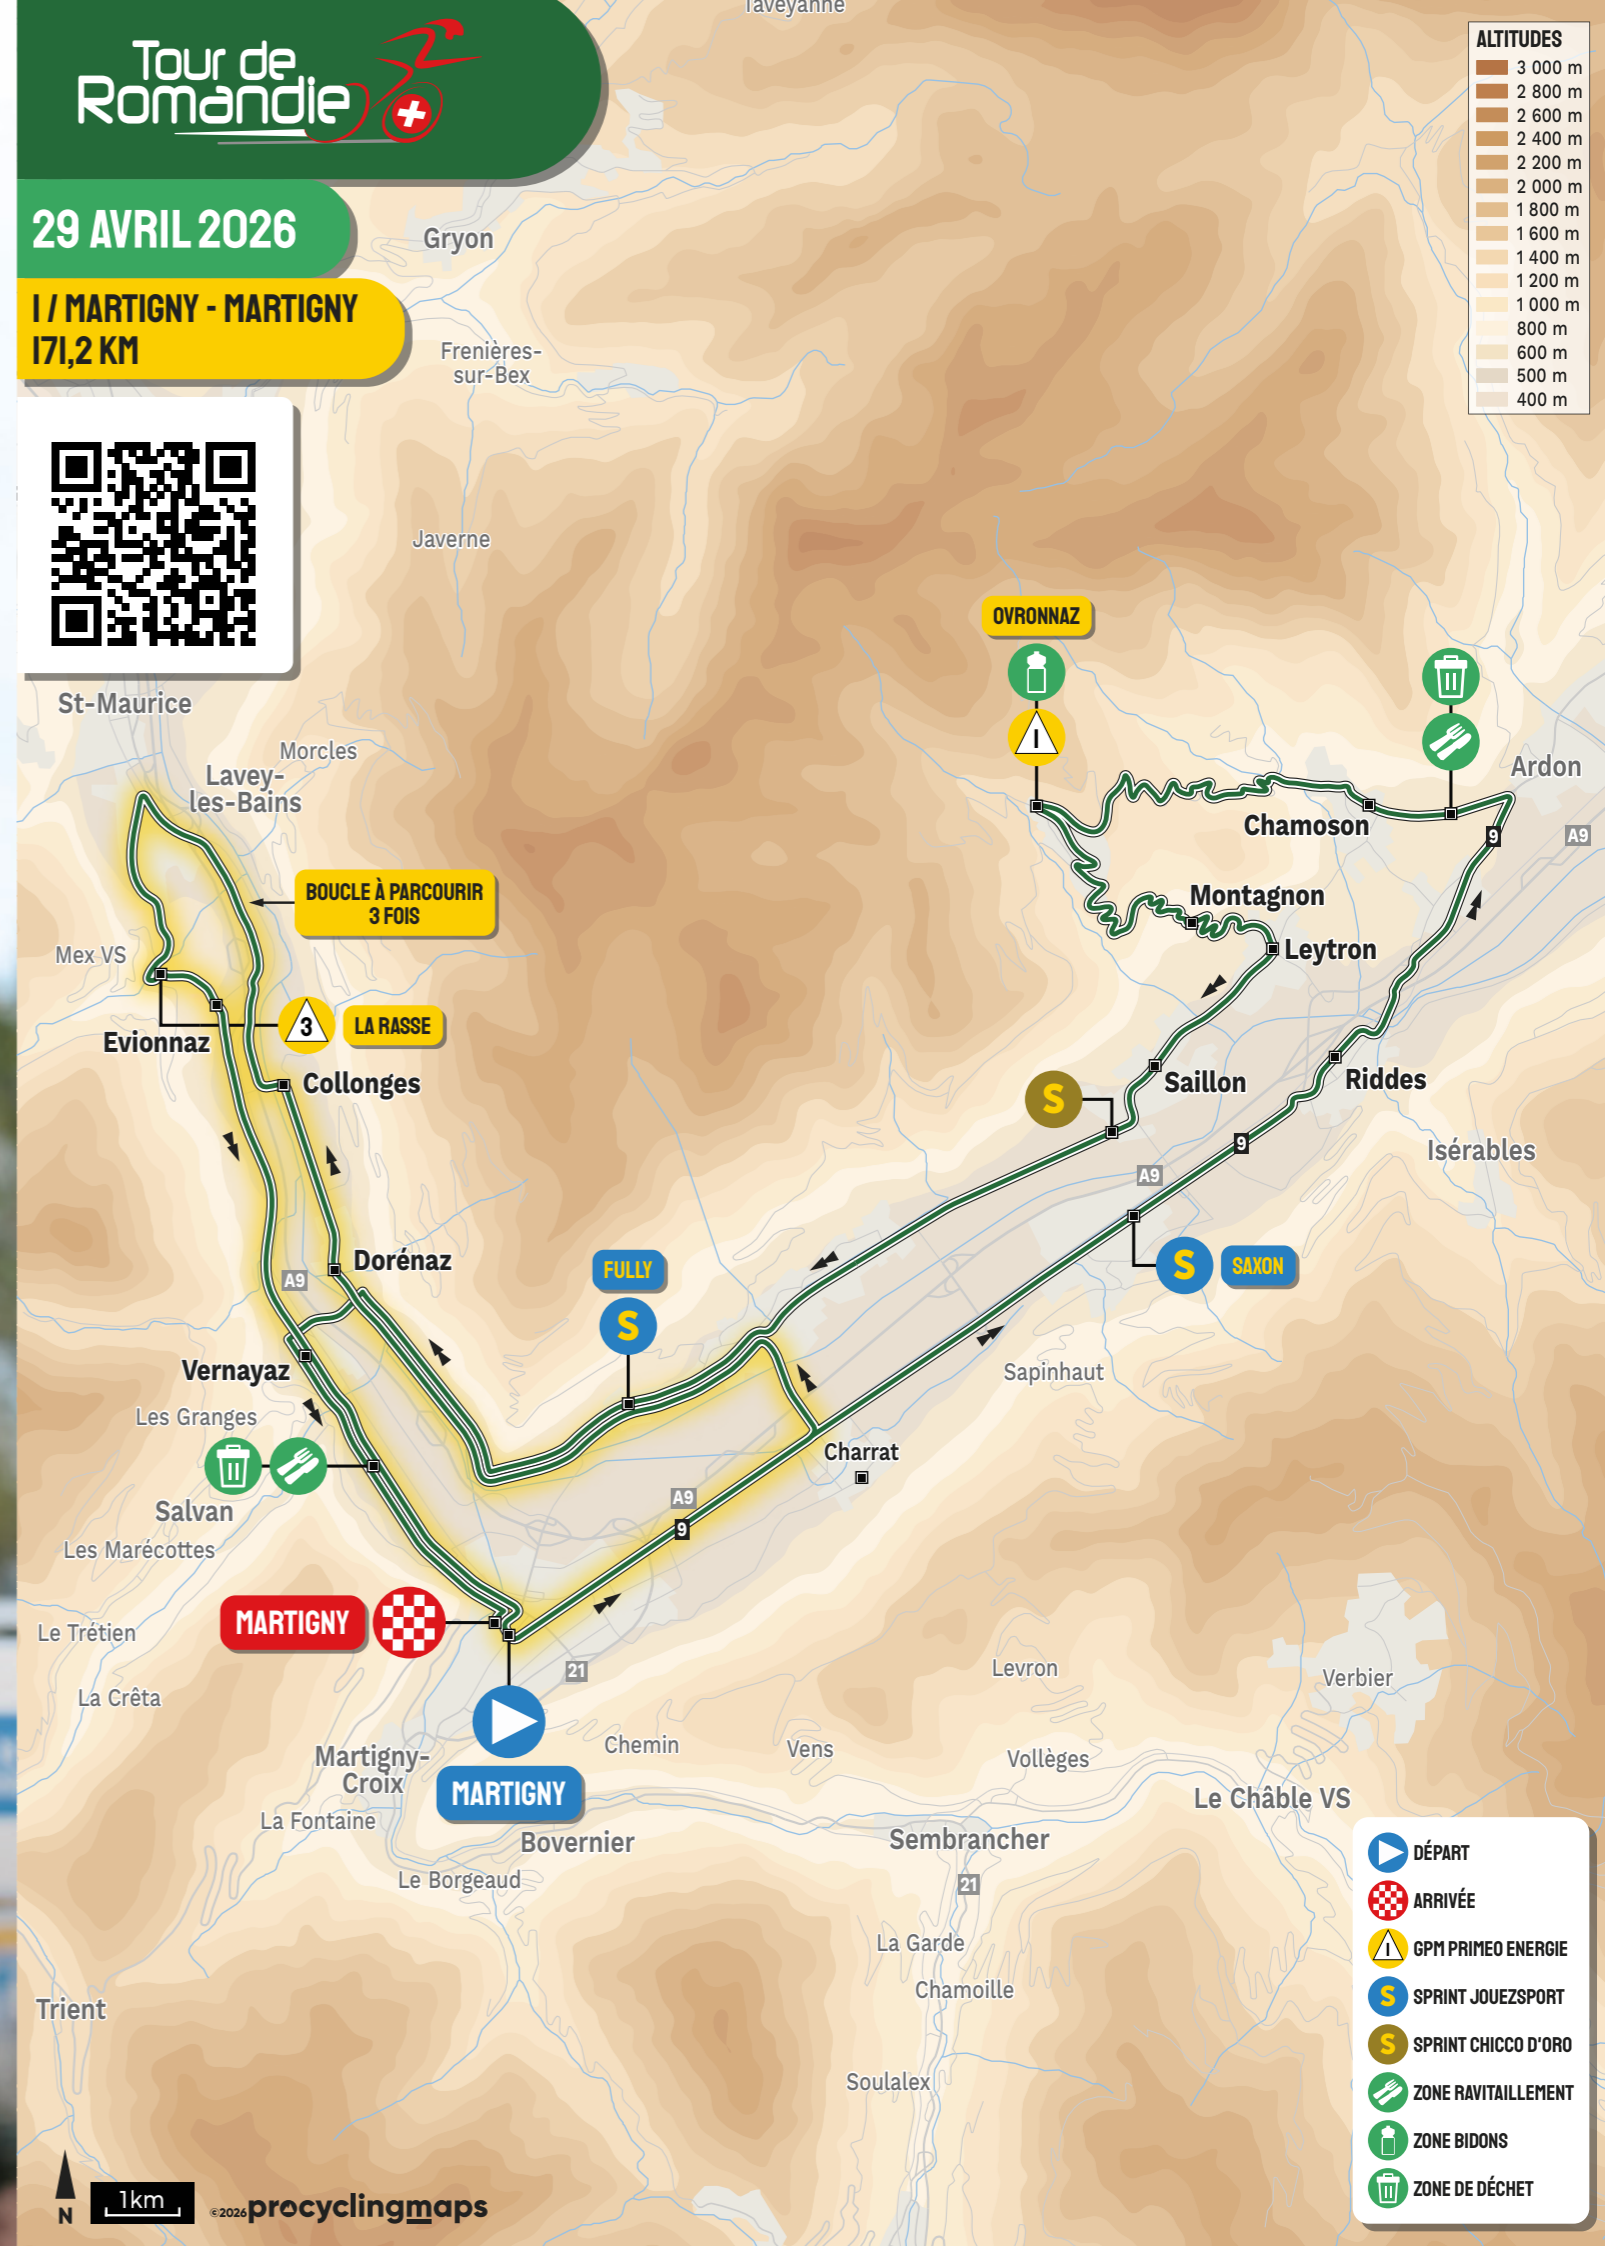 Taveyanne
Tour de
Romandie
29 AVRIL 2026
1 / MARTIGNY - MARTIGNY
171,2 KM
ALTITUDES
3 000 m
2 800 m
2 600 m
2 400 m
2 200 m
2 000 m
1 800 m
1 600 m
1 400 m
1 200 m
1 000 m
800 m
600 m
500 m
400 m
Gryon
Frenières-
sur-Bex
Javerne
OVRONNAZ
1
St-Maurice
Morcles
Lavey-
les-Bains
Ardon
Chamoson
9
A9
BOUCLE À PARCOURIR
3 FOIS
Montagnon
Leytron
Mex VS
Evionnaz
3
LA RASSE
Collonges
S
Saillon
Riddes
9
Isérables
A9
Dorénaz
A9
FULLY
S
S
SAXON
Vernayaz
Sapinhaut
Les Granges
Charrat
Salvan
A9
9
Les Marécottes
MARTIGNY
Le Trétien
21
Levron
Verbier
La Crêta
Chemin
Vens
Vollèges
Martigny-
Croix
MARTIGNY
Le Châble VS
La Fontaine
Bovernier
Sembrancher
Le Borgeaud
21
La Garde
Chamoille
Trient
Soulalex
DÉPART
ARRIVÉE
1 GPM PRIMEO ENERGIE
S SPRINT JOUEZSPORT
S SPRINT CHICCO D'ORO
ZONE RAVITAILLEMENT
ZONE BIDONS
ZONE DE DÉCHET
N
1km
©2026 procyclingmaps